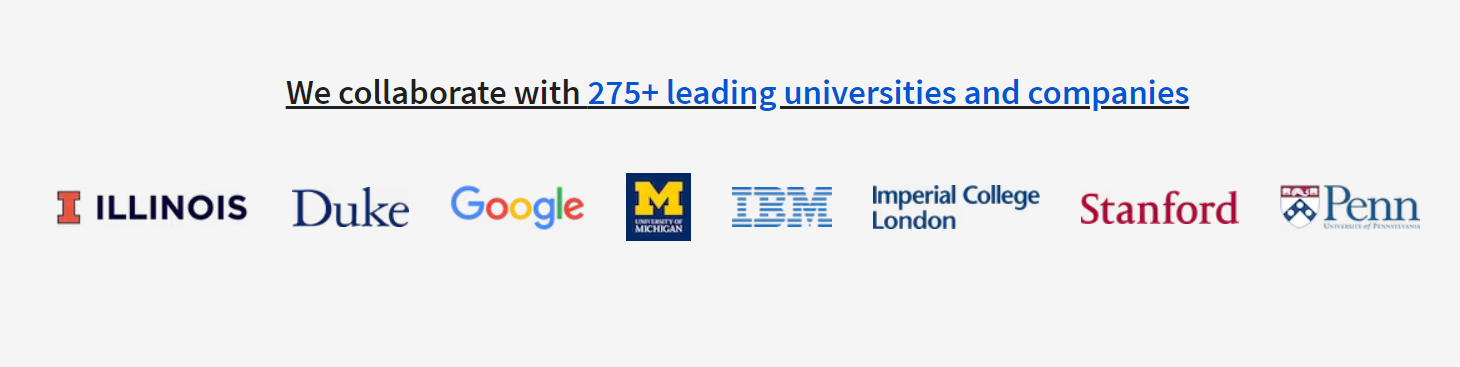 We collaborate with 275+ leading universities and companies
I ILLINOIS
Duke
Google
M
UNIVERSITY OF
MICHIGAN
IBM
Imperial College
London
Stanford
Penn
UNIVERSITY of PENNSYLVANIA